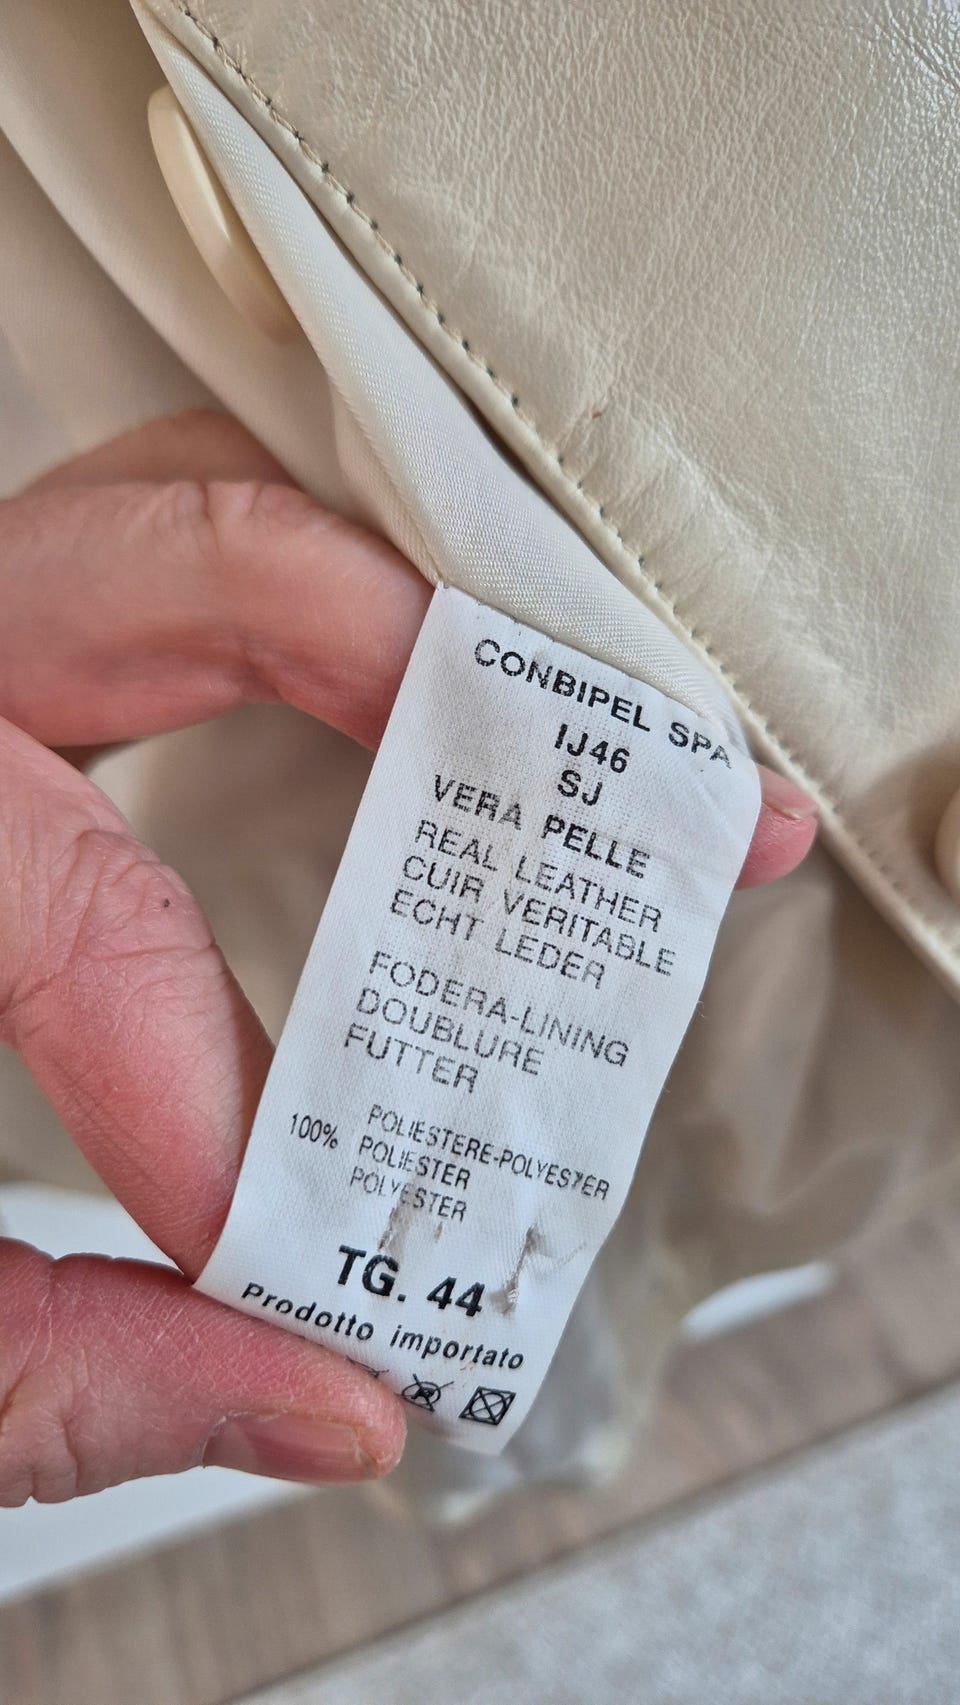 CONBIPEL SPA
IJ46
SJ
VERA PELLE
REAL LEATHER
CUIR VERITABLE
ECHT LEDER
FODERA-LINING
DOUBLURE
FUTTER
POLIESTERE-POLYESTER
100% POLIESTER
POLYESTER
TG. 44
Prodotto importato